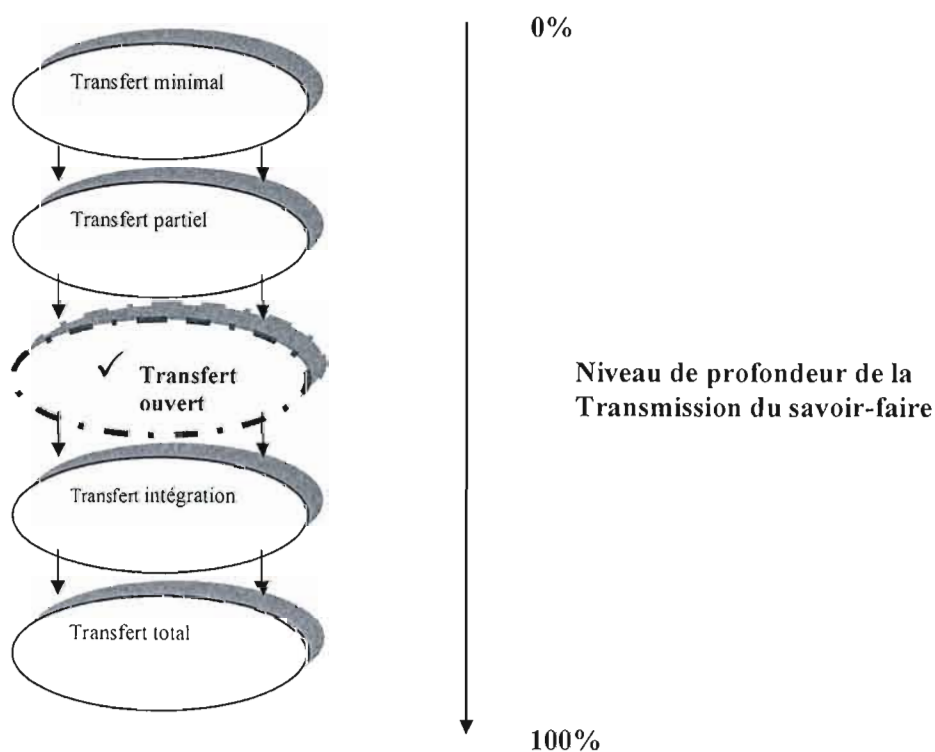 0%
Transfert minimal
Transfert partiel
✓ Transfert
ouvert
Niveau de profondeur de la
Transmission du savoir-faire
Transfert intégration
Transfert total
100%